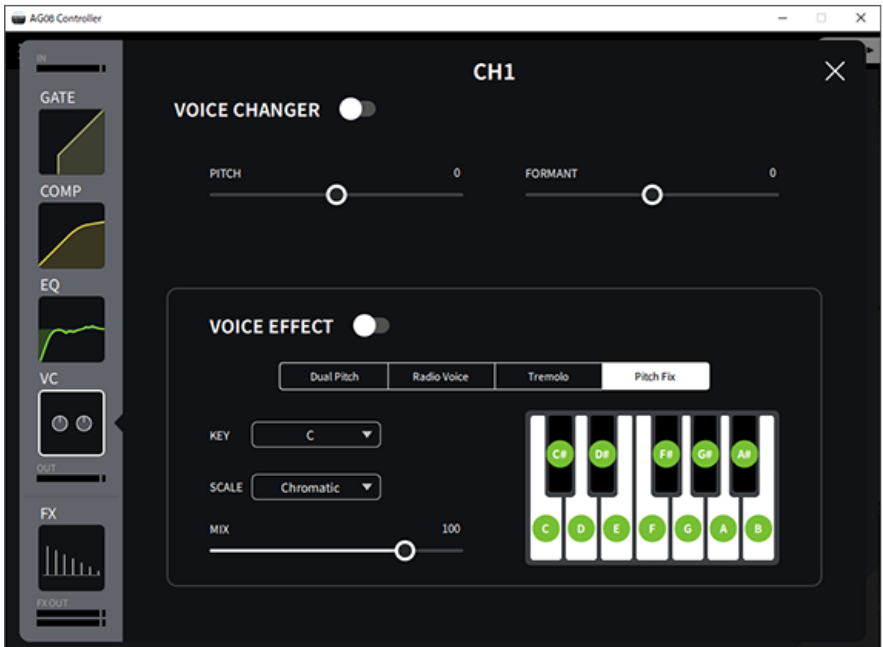 AG08 Controller
IN
CH1
GATE
VOICE CHANGER
PITCH 0
FORMANT 0
COMP
EQ
VOICE EFFECT
Dual Pitch
Radio Voice
Tremolo
Pitch Fix
VC
KEY C
SCALE Chromatic
MIX 100
C# D# F# G# A#
C D E F G A B
OUT
FX
FX OUT